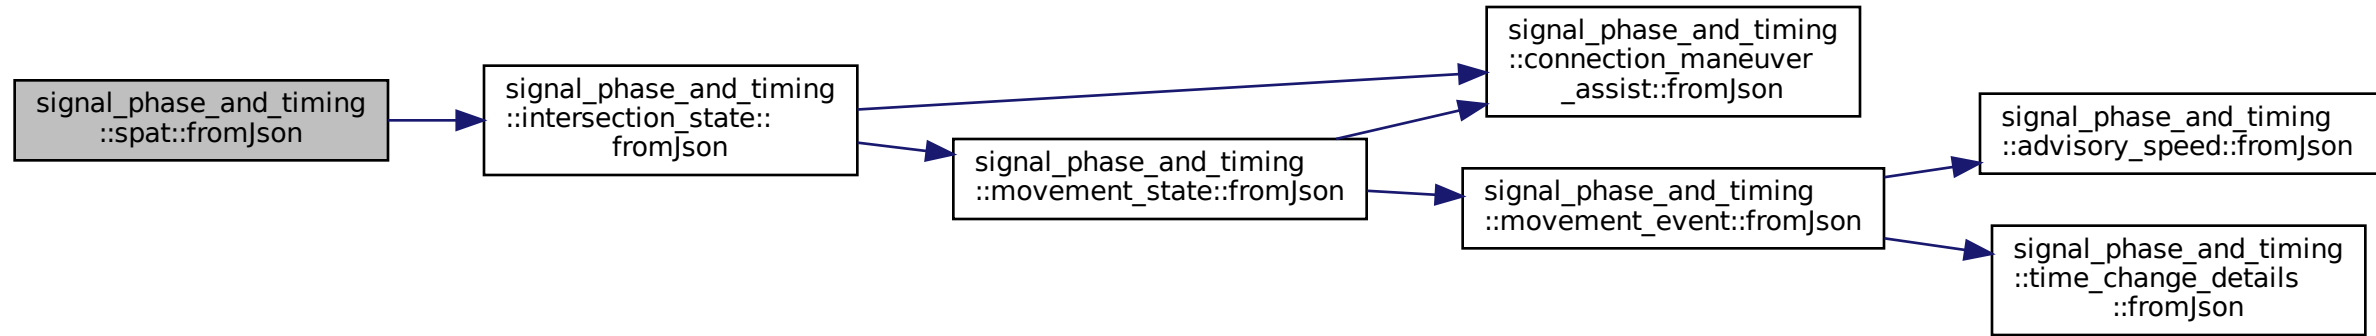 signal_phase_and_timing
::spat::fromJson
signal_phase_and_timing
::intersection_state::
fromJson
signal_phase_and_timing
::connection_maneuver
_assist::fromJson
signal_phase_and_timing
::movement_state::fromJson
signal_phase_and_timing
::movement_event::fromJson
signal_phase_and_timing
::advisory_speed::fromJson
signal_phase_and_timing
::time_change_details
::fromJson